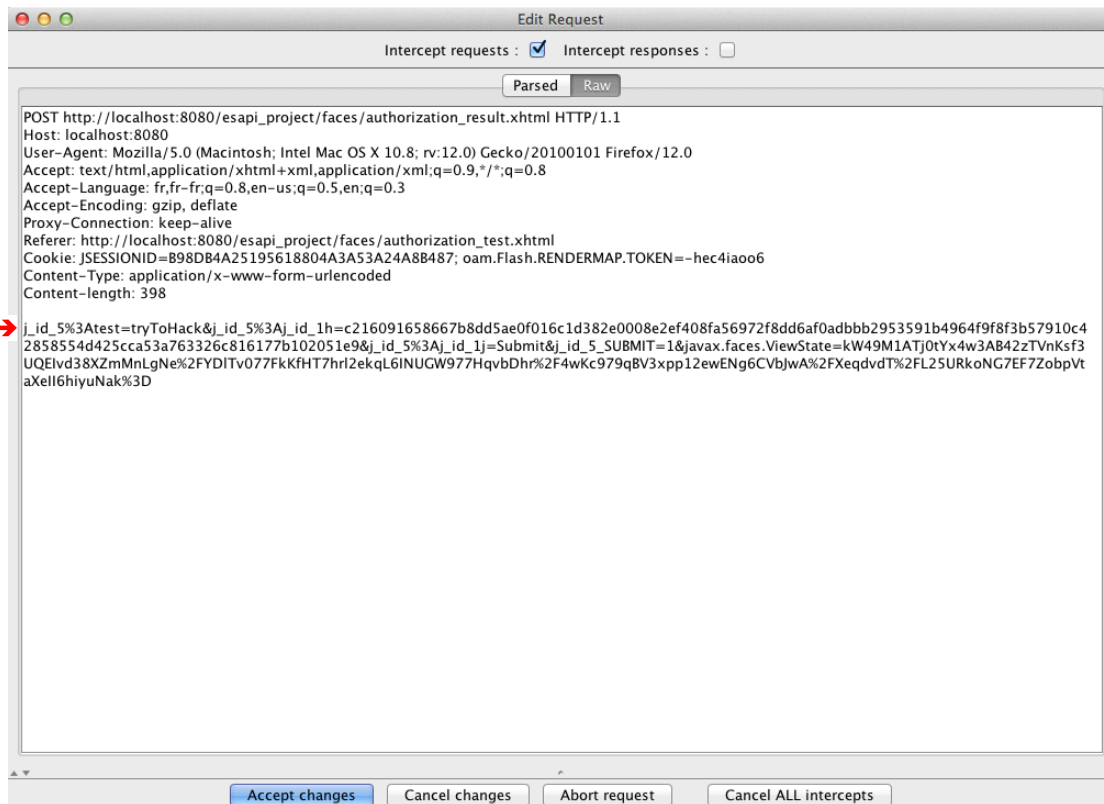 Edit Request
Intercept requests : Intercept responses :
Parsed Raw
POST http://localhost:8080/esapi_project/faces/authorization_result.xhtml HTTP/1.1
Host: localhost:8080
User-Agent: Mozilla/5.0 (Macintosh; Intel Mac OS X 10.8; rv:12.0) Gecko/20100101 Firefox/12.0
Accept: text/html,application/xhtml+xml,application/xml;q=0.9,*/*;q=0.8
Accept-Language: fr,fr-fr;q=0.8,en-us;q=0.5,en;q=0.3
Accept-Encoding: gzip, deflate
Proxy-Connection: keep-alive
Referer: http://localhost:8080/esapi_project/faces/authorization_test.xhtml
Cookie: JSESSIONID=B98DB4A25195618804A3A53A24A8B487; oam.Flash.RENDERMAP.TOKEN=-hec4iaoo6
Content-Type: application/x-www-form-urlencoded
Content-length: 398
j_id_5%3Atest=tryToHack&j_id_5%3Aj_id_1h=c216091658667b8dd5ae0f016c1d382e0008e2ef408fa56972f8dd6af0adbbb2953591b4964f9f8f3b57910c4
2858554d425cca53a763326c816177b102051e9&j_id_5%3Aj_id_1j=Submit&j_id_5_SUBMIT=1&javax.faces.ViewState=kW49M1ATj0tYx4w3AB42zTVnKsf3
UQEIvd38XZmMnLgNe%2FYDlTv077FkKfHT7hrl2ekqL6INUGW977HqvbDhr%2F4wKc979qBV3xpp12ewENg6CVbJwA%2FXeqdvdT%2FL25URkoNG7EF7ZobpVt
aXeII6hiyuNak%3D
Accept changes Cancel changes Abort request Cancel ALL intercepts